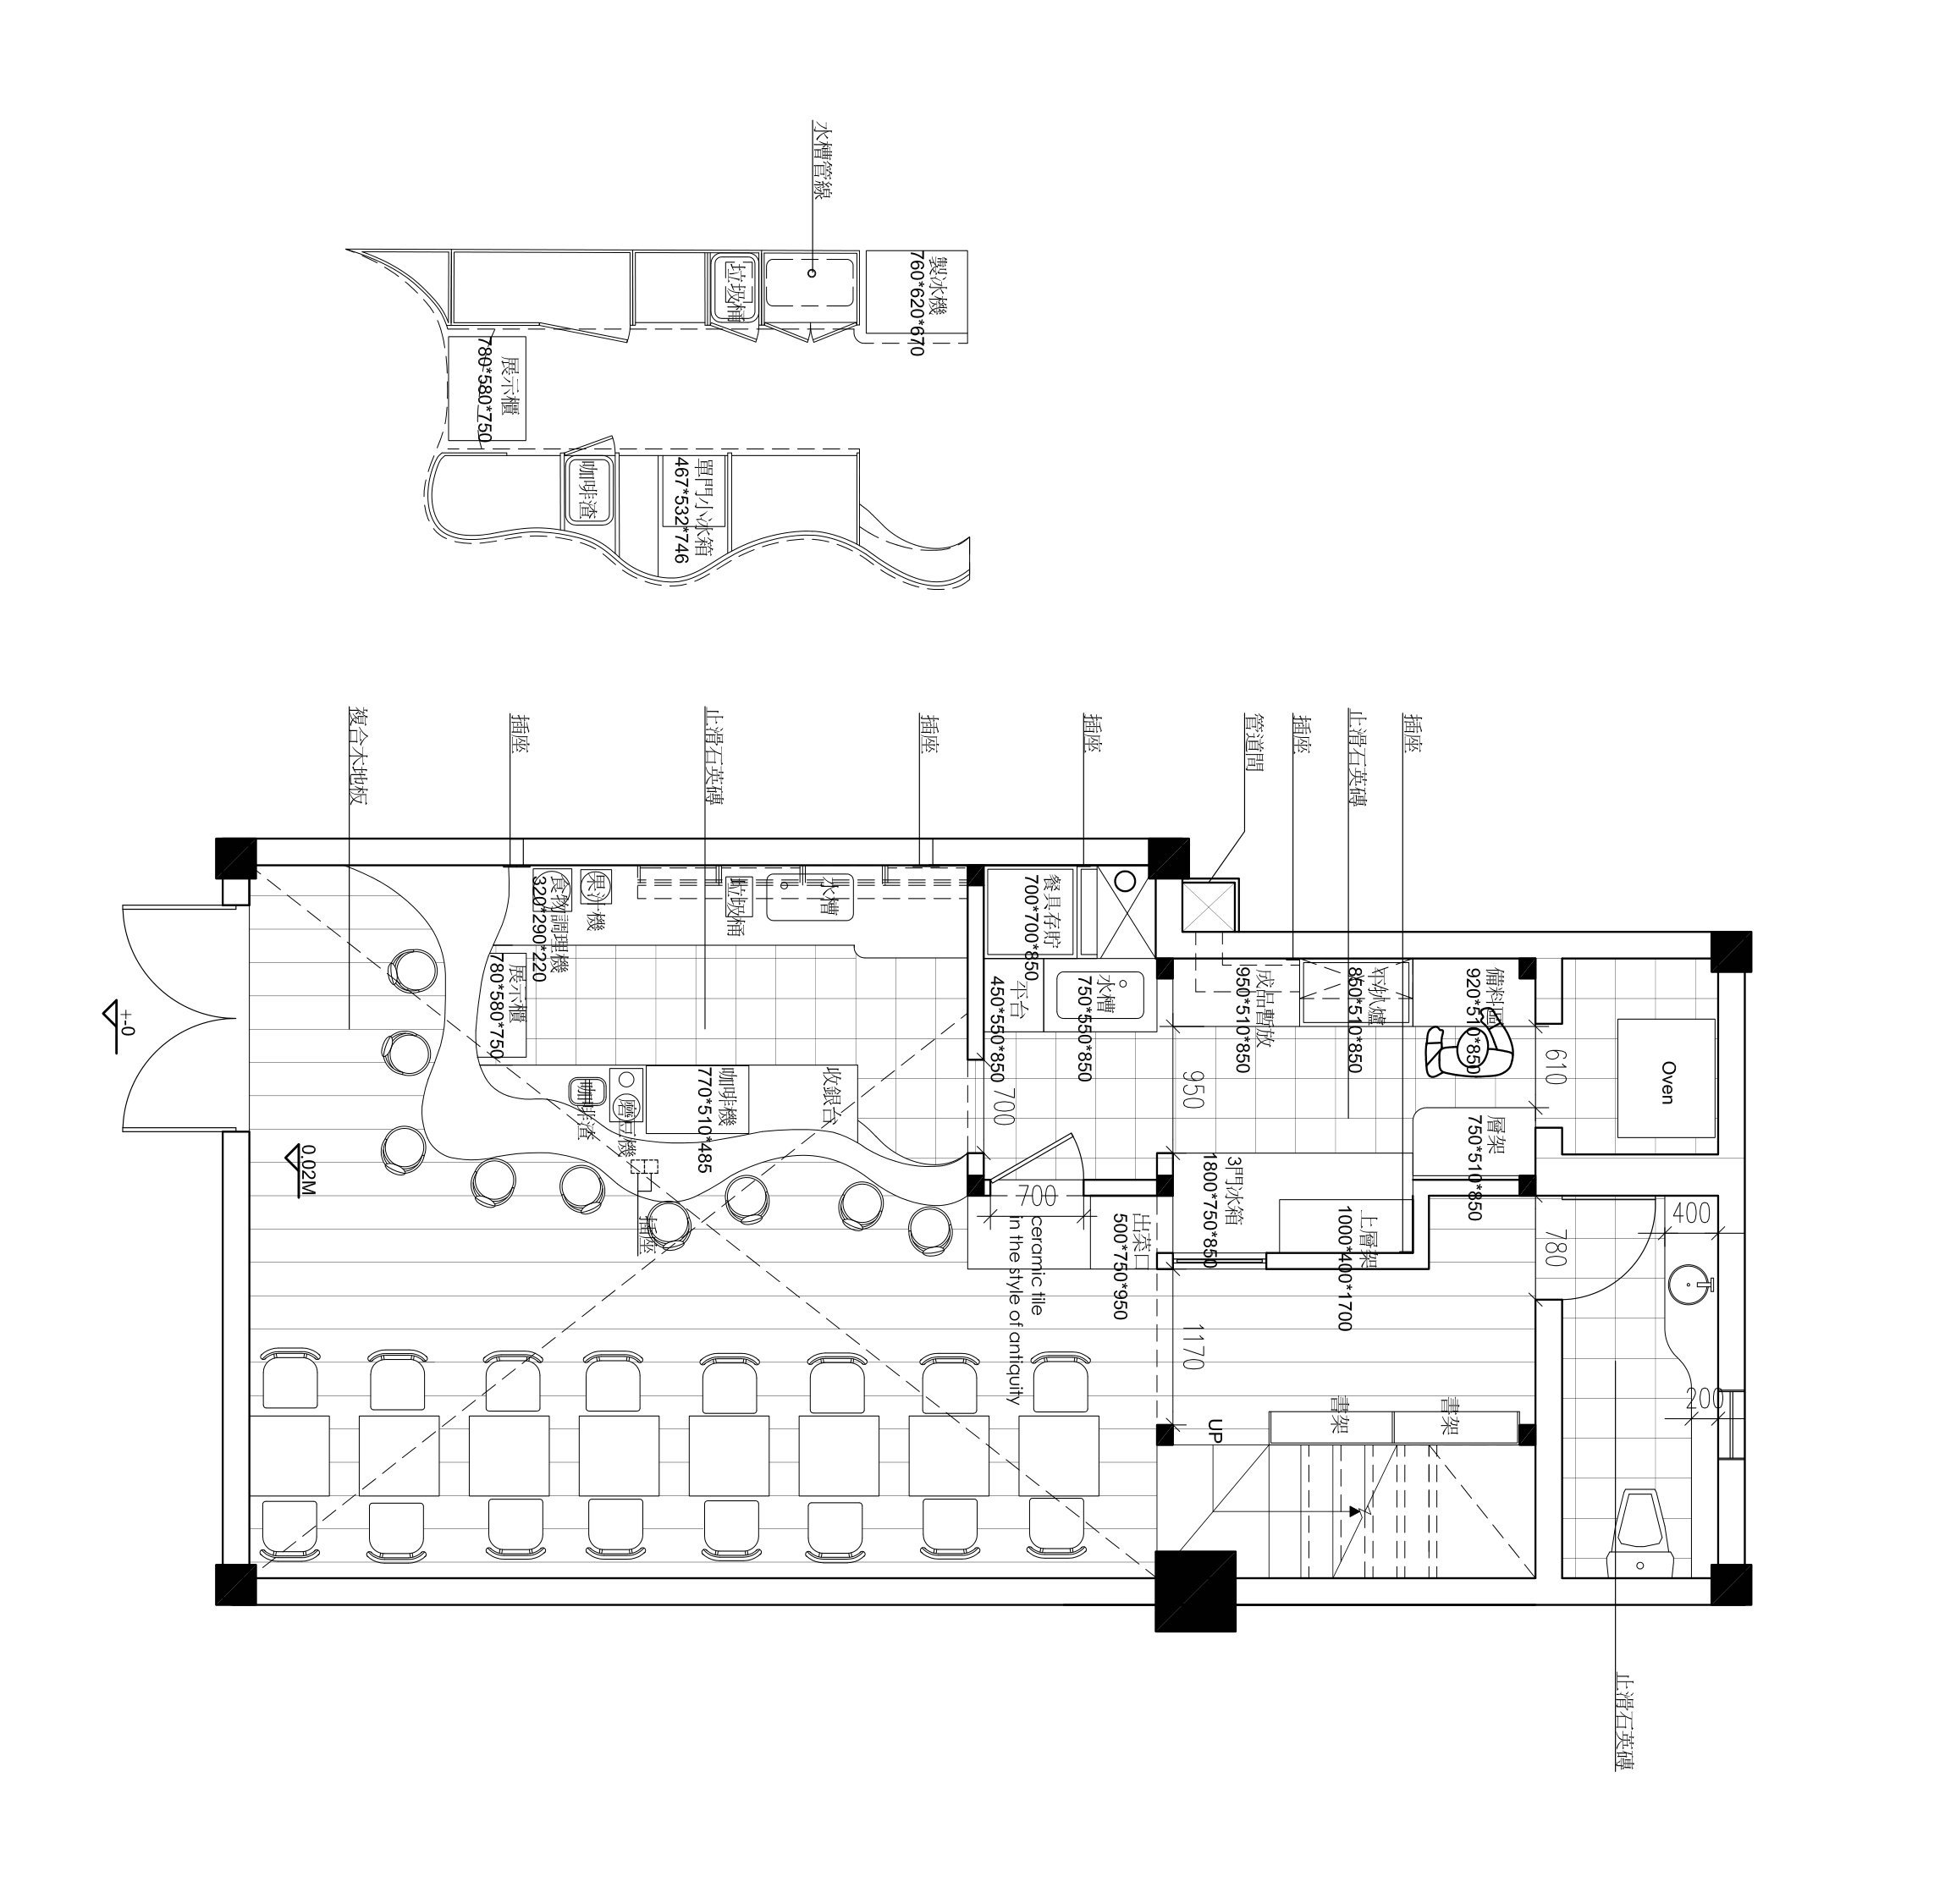 水槽管線
製冰機
760*620*670
垃圾桶
展示櫃
780*580*750
單門小冰箱
467*532*746
咖啡渣
複合木地板
插座
止滑石英磚
插座
插座
管道間
插座
止滑石英磚
插座
食物調理機
320*290*220
果汁機
垃圾桶
水槽
餐具存貯
700*700*850
平台
450*550*850
水槽
750*550*850
成品暫放
950*510*850
平扒爐
850*510*850
備料區
920*510*850
展示櫃
780*580*750
咖啡渣
磨豆機
咖啡機
770*510*485
收銀台
700
950
610
Oven
層架
750*510*850
3門冰箱
1800*750*850
上層架
1000*400*1700
出菜口
500*750*950
700
ceramic tile
in the style of antiquity
插座
780
400
200
1170
+-0
0.02M
UP
書架
書架
止滑石英磚